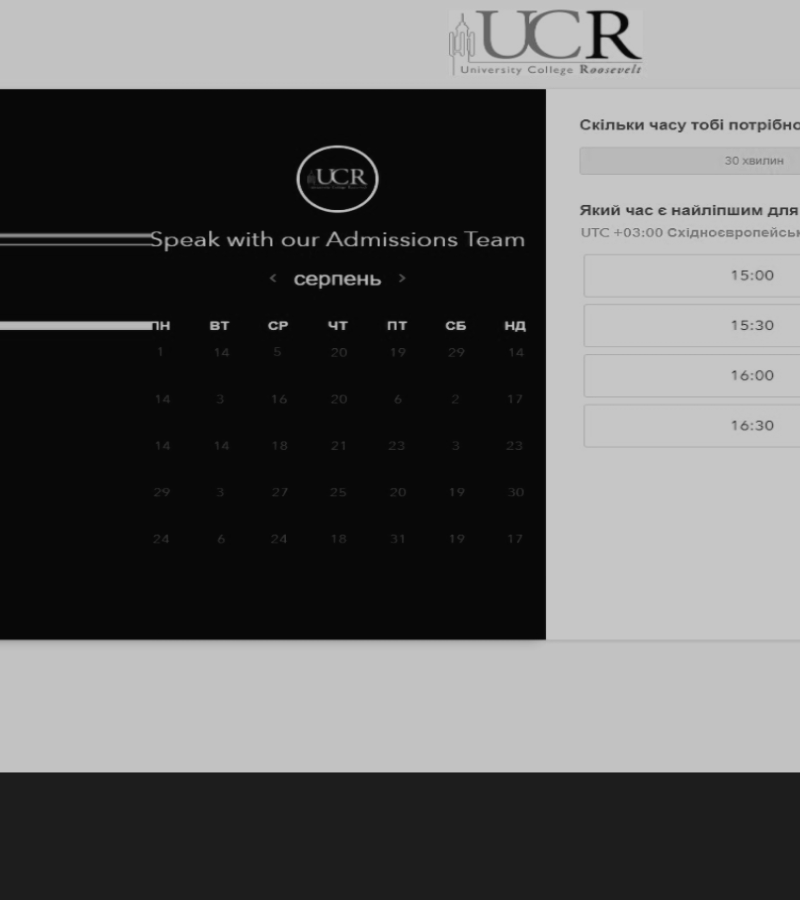 UCR
University College Roosevelt
UCR
Speak with our Admissions Team
< серпень >
ПН ВТ СР ЧТ ПТ СБ НД
1 14 5 20 19 29 14
14 3 16 20 6 2 17
14 14 18 21 23 3 23
29 3 27 25 20 19 30
24 6 24 18 31 19 17
Скільки часу тобі потрібно
30 хвилин
Який час є найліпшим для
UTC +03:00 Східноєвропейськ
15:00
15:30
16:00
16:30